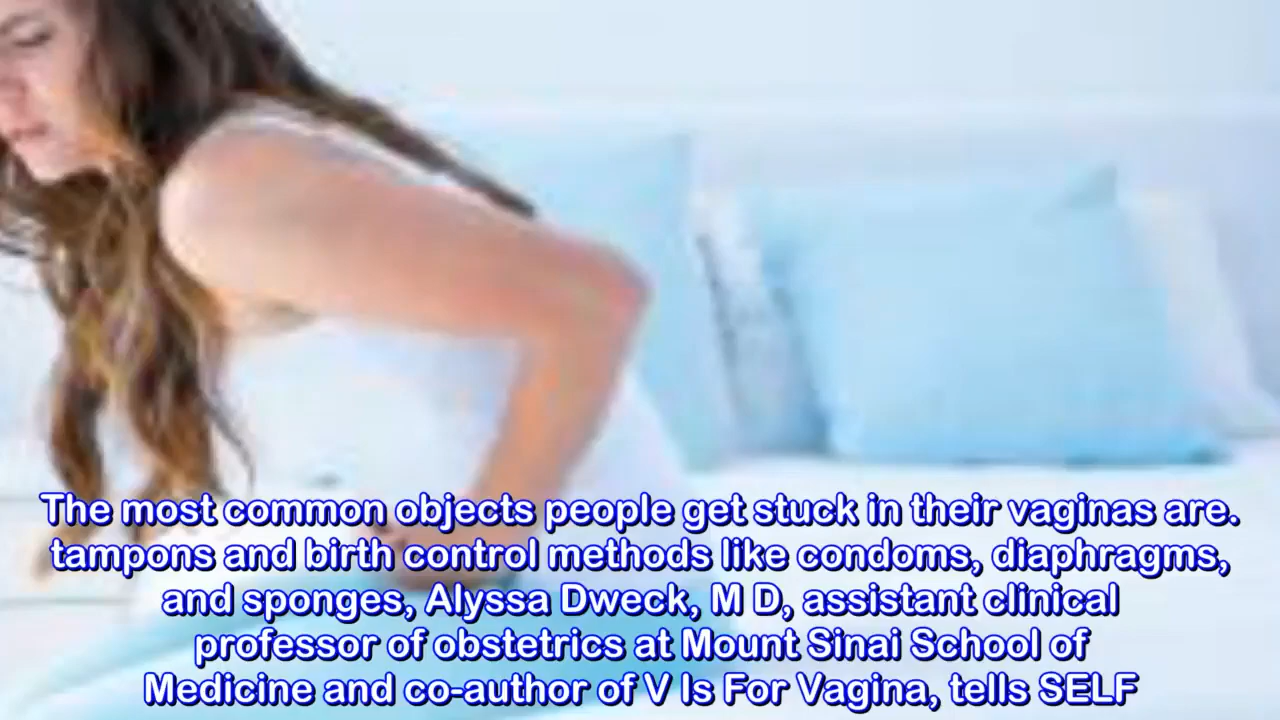 The most common objects people get stuck in their vaginas are.
tampons and birth control methods like condoms, diaphragms,
and sponges, Alyssa Dweck, M D, assistant clinical
professor of obstetrics at Mount Sinai School of
Medicine and co-author of V Is For Vagina, tells SELF